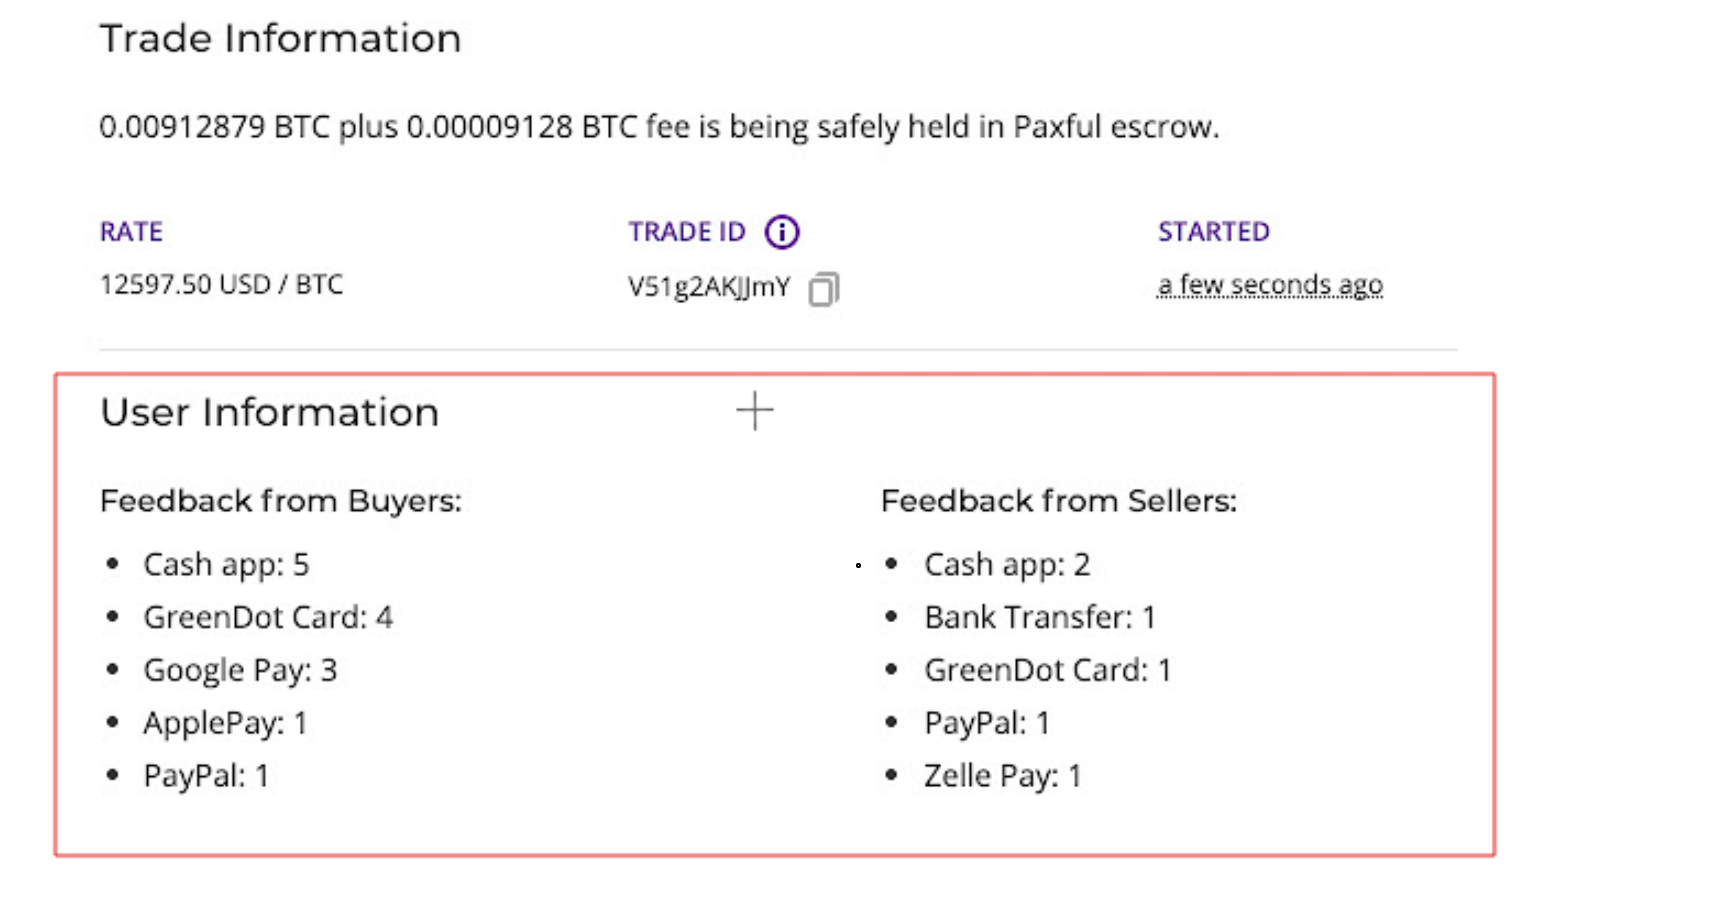 Trade Information
0.00912879 BTC plus 0.00009128 BTC fee is being safely held in Paxful escrow.
RATE
TRADE ID
STARTED
12597.50 USD / BTC
V51g2AKJJmY
a few seconds ago
User Information
Feedback from Buyers:
Cash app: 5
GreenDot Card: 4
Google Pay: 3
ApplePay: 1
PayPal: 1
Feedback from Sellers:
Cash app: 2
Bank Transfer: 1
GreenDot Card: 1
PayPal: 1
Zelle Pay: 1